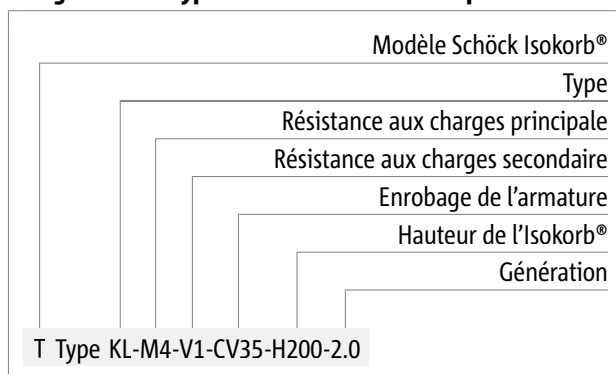 Modèle Schöck Isokorb®
Type
Résistance aux charges principale
Résistance aux charges secondaire
Enrobage de l’armature
Hauteur de l’Isokorb®
Génération
T Type KL-M4-V1-CV35-H200-2.0